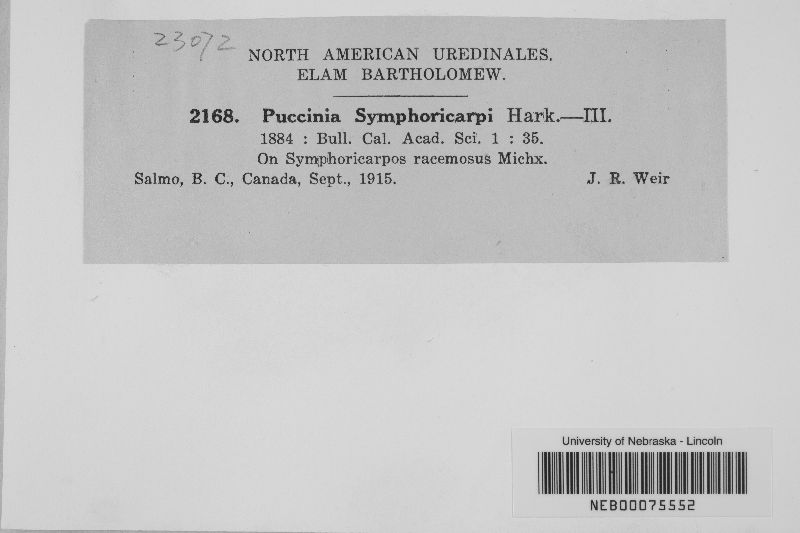 23072
NORTH AMERICAN UREDINALES,
ELAM BARTHOLOMEW.
2168. Puccinia Symphoricarpi Hark.—III.
1884 : Bull. Cal. Acad. Sci. 1 : 35.
On Symphoricarpos racemosus Michx.
Salmo, B. C., Canada, Sept., 1915. J. R. Weir
University of Nebraska - Lincoln
NEB00075552